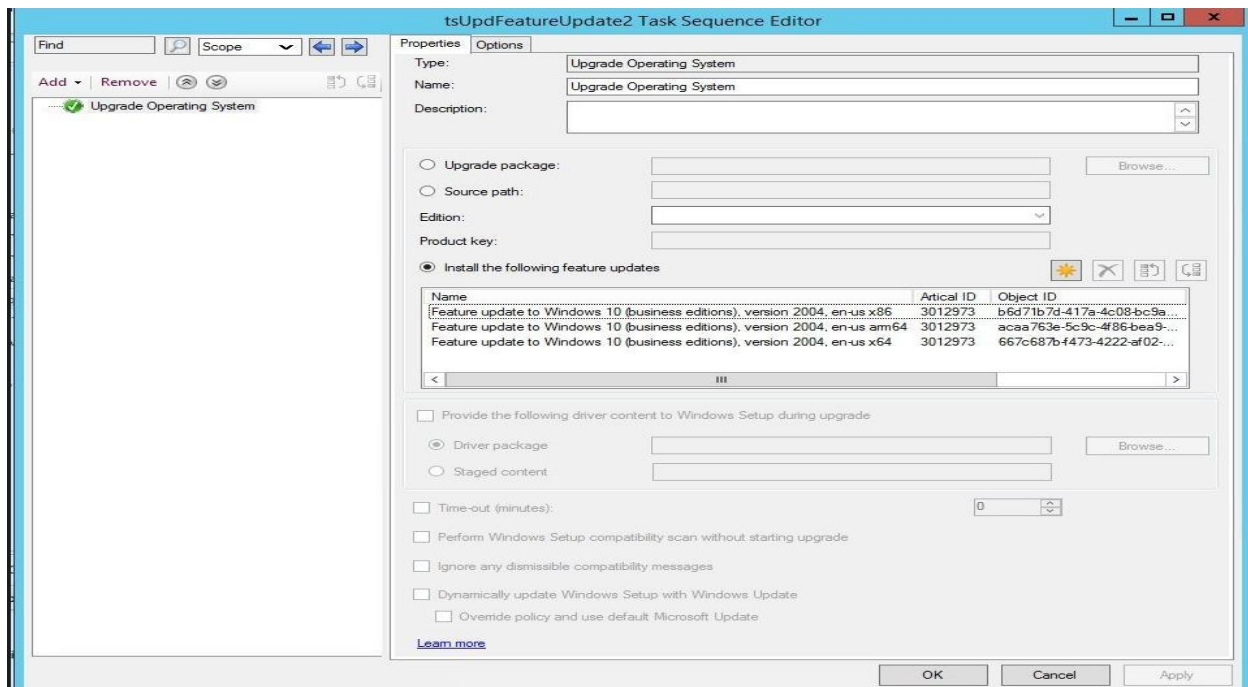 tsUpdFeatureUpdate2 Task Sequence Editor
Find
Scope
Add
Remove
Upgrade Operating System
Properties
Options
Type:
Upgrade Operating System
Name:
Upgrade Operating System
Description:
Upgrade package:
Browse...
Source path:
Edition:
Product key:
Install the following feature updates
Name Artical ID Object ID
Feature update to Windows 10 (business editions), version 2004, en-us x86 3012973 b6d71b7d-417a-4c08-bc9a...
Feature update to Windows 10 (business editions), version 2004, en-us arm64 3012973 acaa763e-5c9c-4f86-bea9-...
Feature update to Windows 10 (business editions), version 2004, en-us x64 3012973 667c687b-f473-4222-af02-...
Provide the following driver content to Windows Setup during upgrade
Driver package
Browse...
Staged content
Time-out (minutes):
0
Perform Windows Setup compatibility scan without starting upgrade
Ignore any dismissible compatibility messages
Dynamically update Windows Setup with Windows Update
Override policy and use default Microsoft Update
Learn more
OK
Cancel
Apply